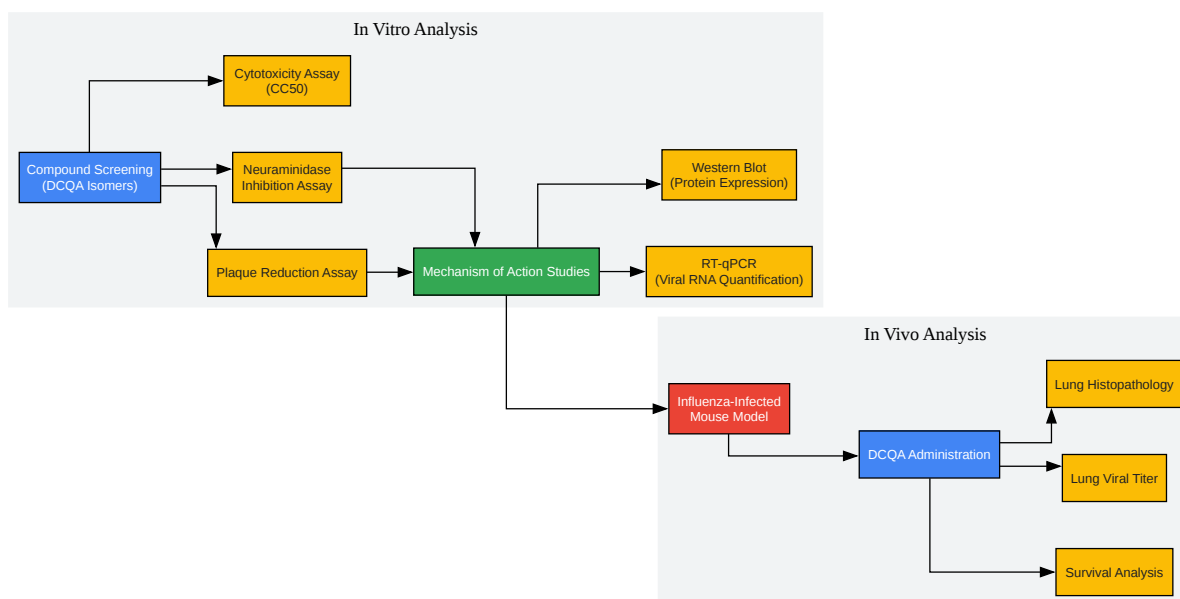 In Vitro Analysis
Cytotoxicity Assay
(CC50)
Compound Screening
(DCQA Isomers)
Neuraminidase
Inhibition Assay
Plaque Reduction Assay
Mechanism of Action Studies
Western Blot
(Protein Expression)
RT-qPCR
(Viral RNA Quantification)
In Vivo Analysis
Influenza-Infected
Mouse Model
DCQA Administration
Lung Histopathology
Lung Viral Titer
Survival Analysis